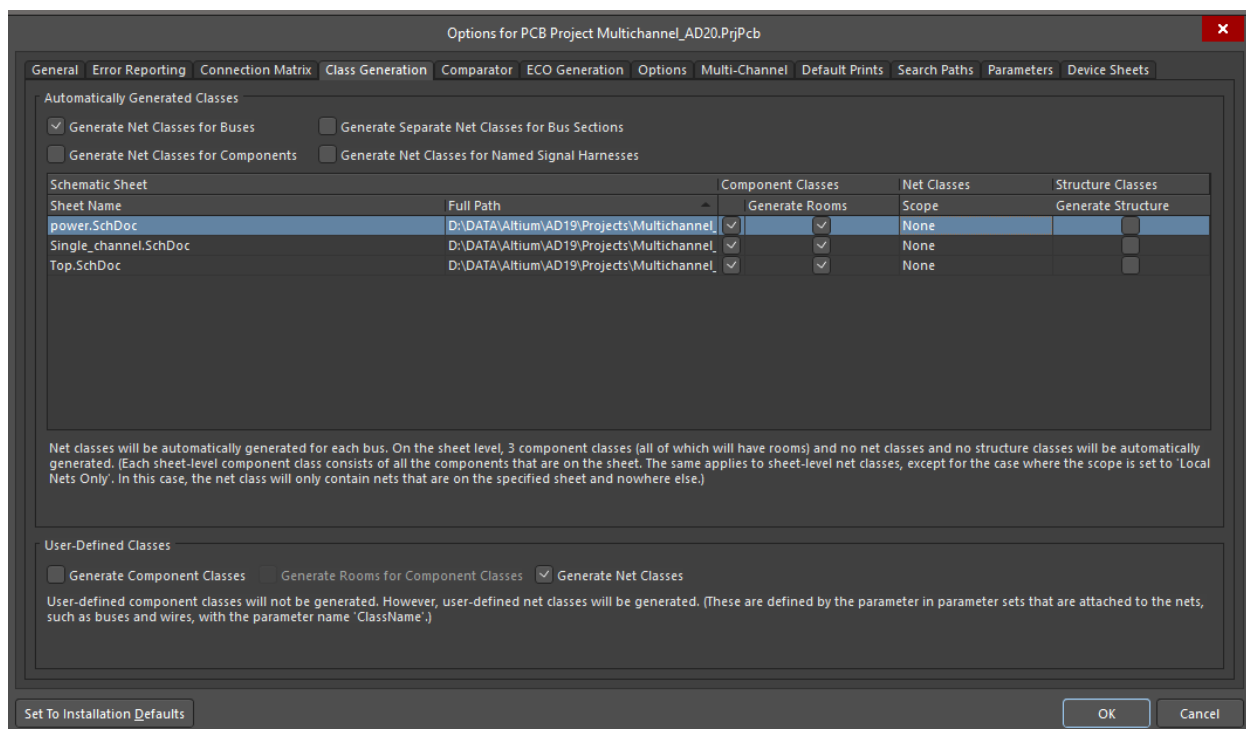 Options for PCB Project Multichannel_AD20.PrjPcb
General Error Reporting Connection Matrix Class Generation Comparator ECO Generation Options Multi-Channel Default Prints Search Paths Parameters Device Sheets
Automatically Generated Classes
Generate Net Classes for Buses Generate Separate Net Classes for Bus Sections
Generate Net Classes for Components Generate Net Classes for Named Signal Harnesses
Schematic Sheet Component Classes Net Classes Structure Classes
Sheet Name Full Path Generate Rooms Scope Generate Structure
power.SchDoc D:\DATA\Altium\AD19\Projects\Multichannel_ None
Single_channel.SchDoc D:\DATA\Altium\AD19\Projects\Multichannel_ None
Top.SchDoc D:\DATA\Altium\AD19\Projects\Multichannel_ None
Net classes will be automatically generated for each bus. On the sheet level, 3 component classes (all of which will have rooms) and no net classes and no structure classes will be automatically
generated. (Each sheet-level component class consists of all the components that are on the sheet. The same applies to sheet-level net classes, except for the case where the scope is set to 'Local
Nets Only'. In this case, the net class will only contain nets that are on the specified sheet and nowhere else.)
User-Defined Classes
Generate Component Classes Generate Rooms for Component Classes Generate Net Classes
User-defined component classes will not be generated. However, user-defined net classes will be generated. (These are defined by the parameter in parameter sets that are attached to the nets,
such as buses and wires, with the parameter name 'ClassName'.)
Set To Installation Defaults OK Cancel